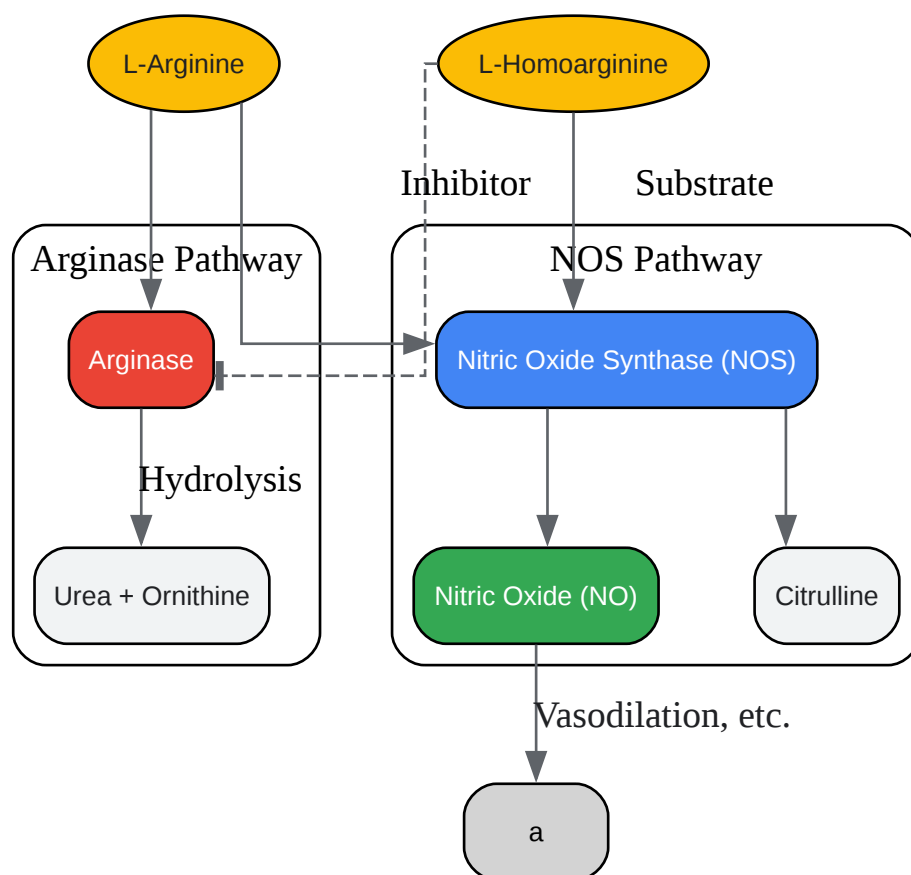 L-Arginine
L-Homoarginine
Inhibitor
Substrate
Arginase Pathway
NOS Pathway
Arginase
Nitric Oxide Synthase (NOS)
Hydrolysis
Urea + Ornithine
Nitric Oxide (NO)
Citrulline
Vasodilation, etc.
a